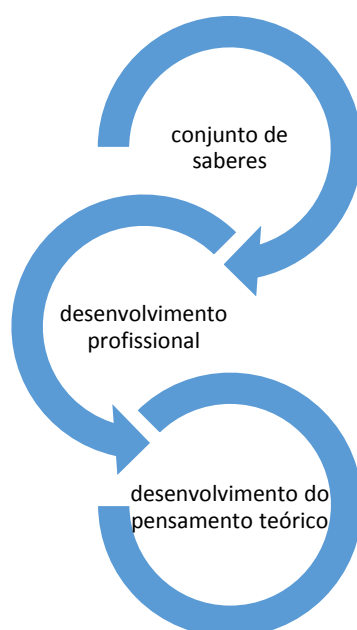 conjunto de
saberes
desenvolvimento
profissional
desenvolvimento do
pensamento teórico